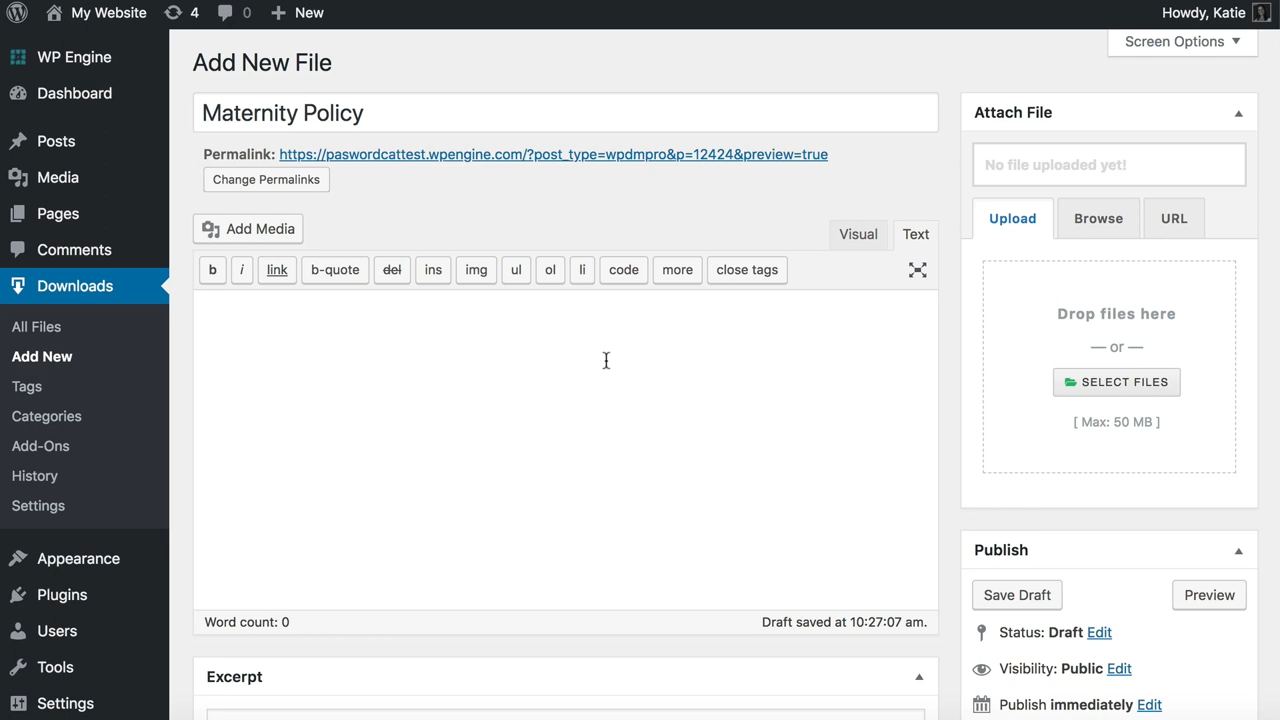 My Website
4
0
New
Howdy, Katie
WP Engine
Dashboard
Posts
Media
Pages
Comments
Downloads
All Files
Add New
Tags
Categories
Add-Ons
History
Settings
Appearance
Plugins
Users
Tools
Settings
Screen Options
Add New File
Maternity Policy
Permalink: https://paswordcattest.wpengine.com/?post_type=wpdmpro&p=12424&preview=true
Change Permalinks
Add Media
Visual
Text
b
i
link
b-quote
del
ins
img
ul
ol
li
code
more
close tags
Word count: 0
Draft saved at 10:27:07 am.
Excerpt
Attach File
No file uploaded yet!
Upload
Browse
URL
Drop files here
— or —
SELECT FILES
[ Max: 50 MB ]
Publish
Save Draft
Preview
Status: Draft Edit
Visibility: Public Edit
Publish immediately Edit